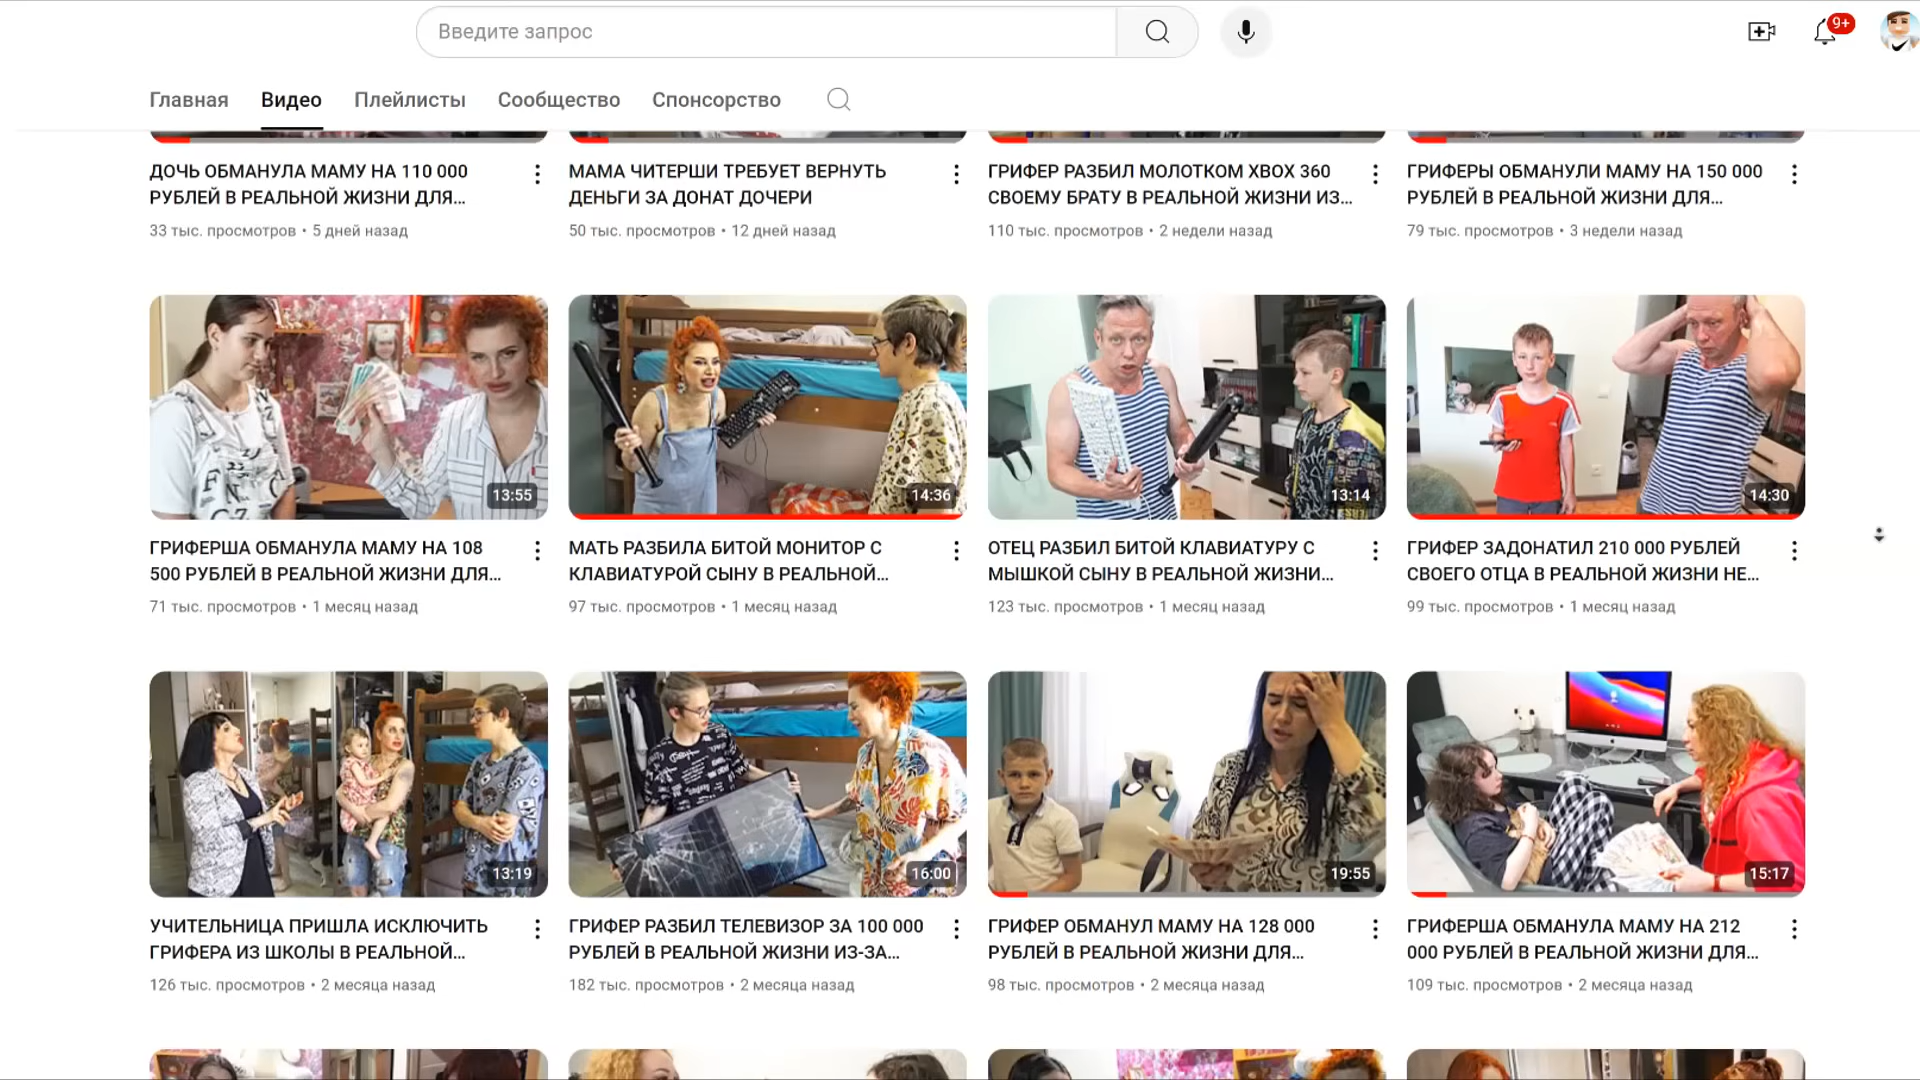 Введите запрос
9+
Главная Видео Плейлисты Сообщество Спонсорство
ДОЧЬ ОБМАНУЛА МАМУ НА 110 000
РУБЛЕЙ В РЕАЛЬНОЙ ЖИЗНИ ДЛЯ...
33 тыс. просмотров • 5 дней назад
МАМА ЧИТЕРШИ ТРЕБУЕТ ВЕРНУТЬ
ДЕНЬГИ ЗА ДОНАТ ДОЧЕРИ
50 тыс. просмотров • 12 дней назад
ГРИФЕР РАЗБИЛ МОЛОТКОМ XBOX 360
СВОЕМУ БРАТУ В РЕАЛЬНОЙ ЖИЗНИ ИЗ...
110 тыс. просмотров • 2 недели назад
ГРИФЕРЫ ОБМАНУЛИ МАМУ НА 150 000
РУБЛЕЙ В РЕАЛЬНОЙ ЖИЗНИ ДЛЯ...
79 тыс. просмотров • 3 недели назад
13:55
ГРИФЕРША ОБМАНУЛА МАМУ НА 108
500 РУБЛЕЙ В РЕАЛЬНОЙ ЖИЗНИ ДЛЯ...
71 тыс. просмотров • 1 месяц назад
14:36
МАТЬ РАЗБИЛА БИТОЙ МОНИТОР С
КЛАВИАТУРОЙ СЫНУ В РЕАЛЬНОЙ...
97 тыс. просмотров • 1 месяц назад
13:14
ОТЕЦ РАЗБИЛ БИТОЙ КЛАВИАТУРУ С
МЫШКОЙ СЫНУ В РЕАЛЬНОЙ ЖИЗНИ...
123 тыс. просмотров • 1 месяц назад
14:30
ГРИФЕР ЗАДОНАТИЛ 210 000 РУБЛЕЙ
СВОЕГО ОТЦА В РЕАЛЬНОЙ ЖИЗНИ НЕ...
99 тыс. просмотров • 1 месяц назад
13:19
УЧИТЕЛЬНИЦА ПРИШЛА ИСКЛЮЧИТЬ
ГРИФЕРА ИЗ ШКОЛЫ В РЕАЛЬНОЙ...
126 тыс. просмотров • 2 месяца назад
16:00
ГРИФЕР РАЗБИЛ ТЕЛЕВИЗОР ЗА 100 000
РУБЛЕЙ В РЕАЛЬНОЙ ЖИЗНИ ИЗ-ЗА...
182 тыс. просмотров • 2 месяца назад
19:55
ГРИФЕР ОБМАНУЛ МАМУ НА 128 000
РУБЛЕЙ В РЕАЛЬНОЙ ЖИЗНИ ДЛЯ...
98 тыс. просмотров • 2 месяца назад
15:17
ГРИФЕРША ОБМАНУЛА МАМУ НА 212
000 РУБЛЕЙ В РЕАЛЬНОЙ ЖИЗНИ ДЛЯ...
109 тыс. просмотров • 2 месяца назад